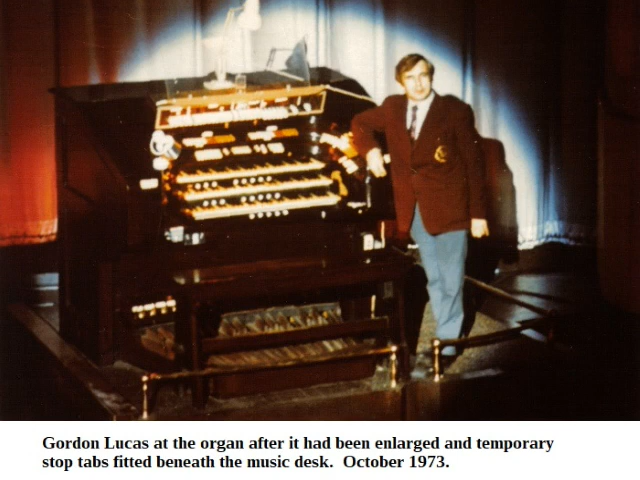 Gordon Lucas at the organ after it had been enlarged and temporary
stop tabs fitted beneath the music desk.  October 1973.